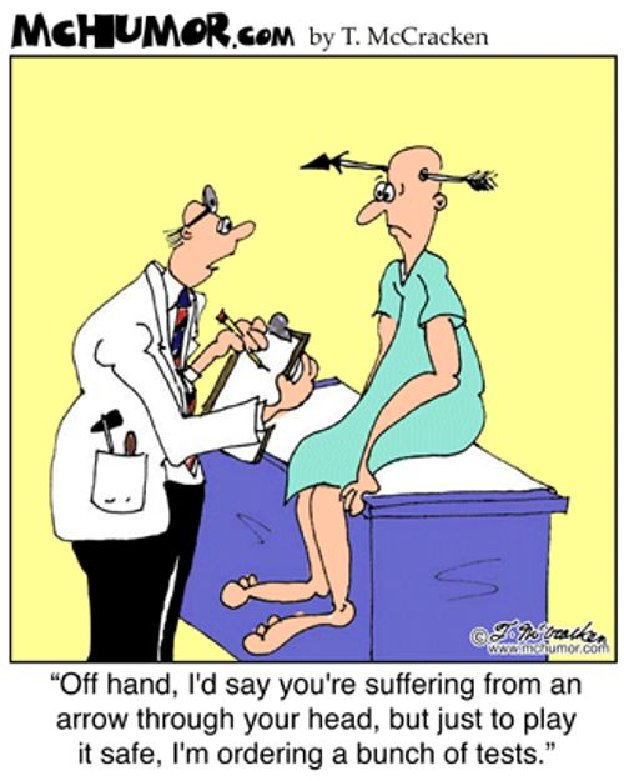 McHUMOR.COM by T. McCracken
© T. McCracken
www.mchumor.com
“Off hand, I'd say you're suffering from an
arrow through your head, but just to play
it safe, I'm ordering a bunch of tests.”